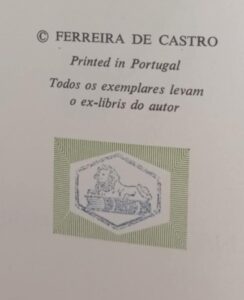 © FERREIRA DE CASTRO
Printed in Portugal
Todos os exemplares levam
o ex-libris do autor